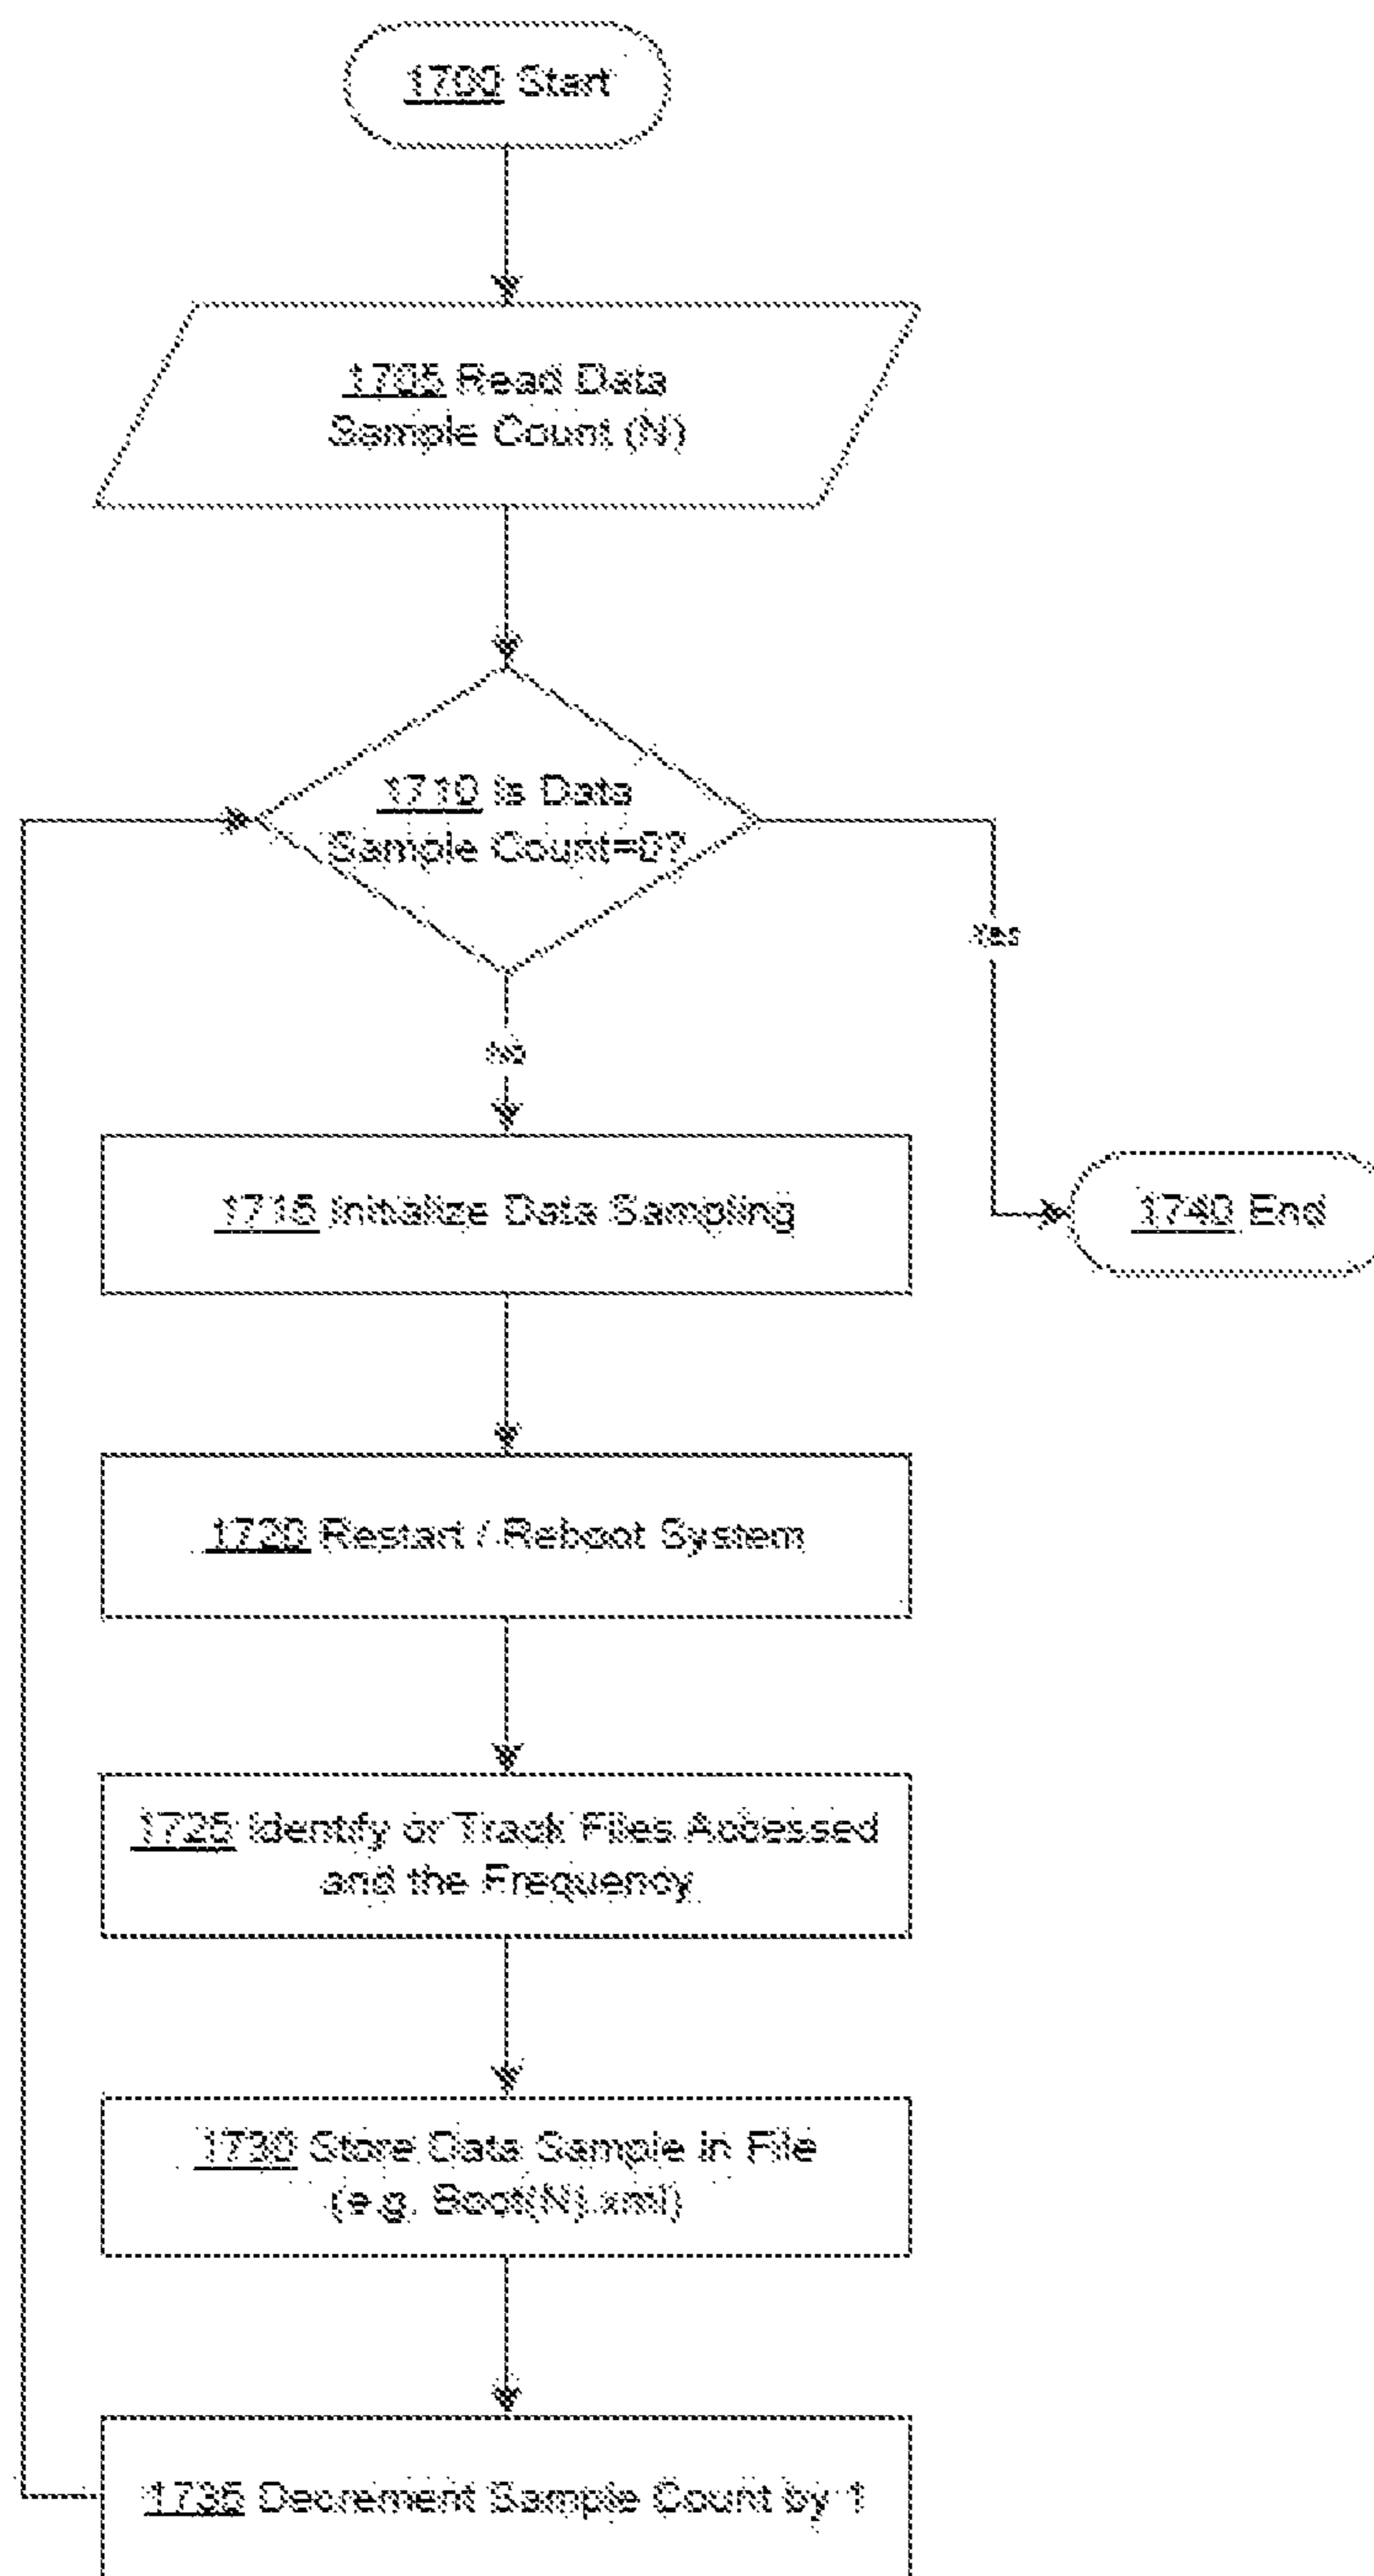 1700 Start
1705 Read Data
Sample Count (N)
1710 Is Data
Sample Count=0?
Yes
No
1715 Initialize Data Sampling
1740 End
1720 Restart / Reboot System
1725 Identify or Track Files Accessed
and the Frequency
1730 Store Data Sample in File
(e.g. Boot(N).xml)
1735 Decrement Sample Count by 1